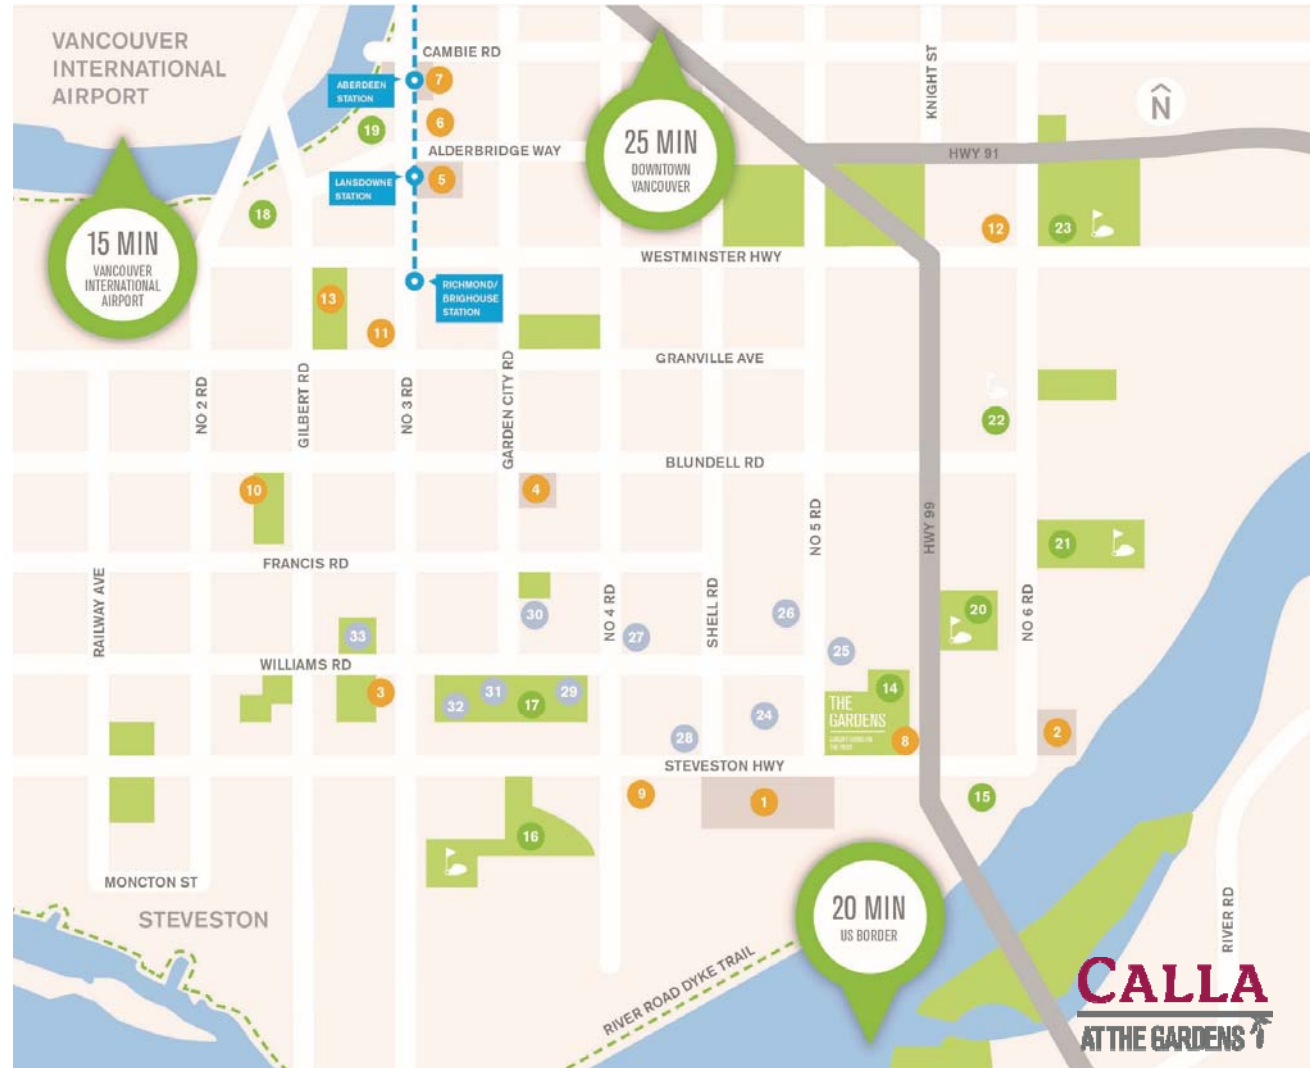 VANCOUVER
INTERNATIONAL
AIRPORT
CAMBIE RD
KNIGHT ST
ABERDEEN
STATION
7
N
19
6
25 MIN
DOWNTOWN
VANCOUVER
ALDERBRIDGE WAY
HWY 91
LANSDOWNE
STATION
5
18
12
23
15 MIN
VANCOUVER
INTERNATIONAL
AIRPORT
WESTMINSTER HWY
RICHMOND/
BRIGHOUSE
STATION
13
11
GRANVILLE AVE
NO 2 RD
GILBERT RD
NO 3 RD
GARDEN CITY RD
22
BLUNDELL RD
10
4
NO 5 RD
HWY 99
21
FRANCIS RD
RAILWAY AVE
NO 4 RD
SHELL RD
NO 6 RD
20
30
26
33
27
25
WILLIAMS RD
3
32
31
17
29
14
THE
GARDENS
24
28
8
2
STEVESTON HWY
9
1
15
16
MONCTON ST
STEVESTON
20 MIN
US BORDER
RIVER RD
RIVER ROAD DYKE TRAIL
CALLA
AT THE GARDENS